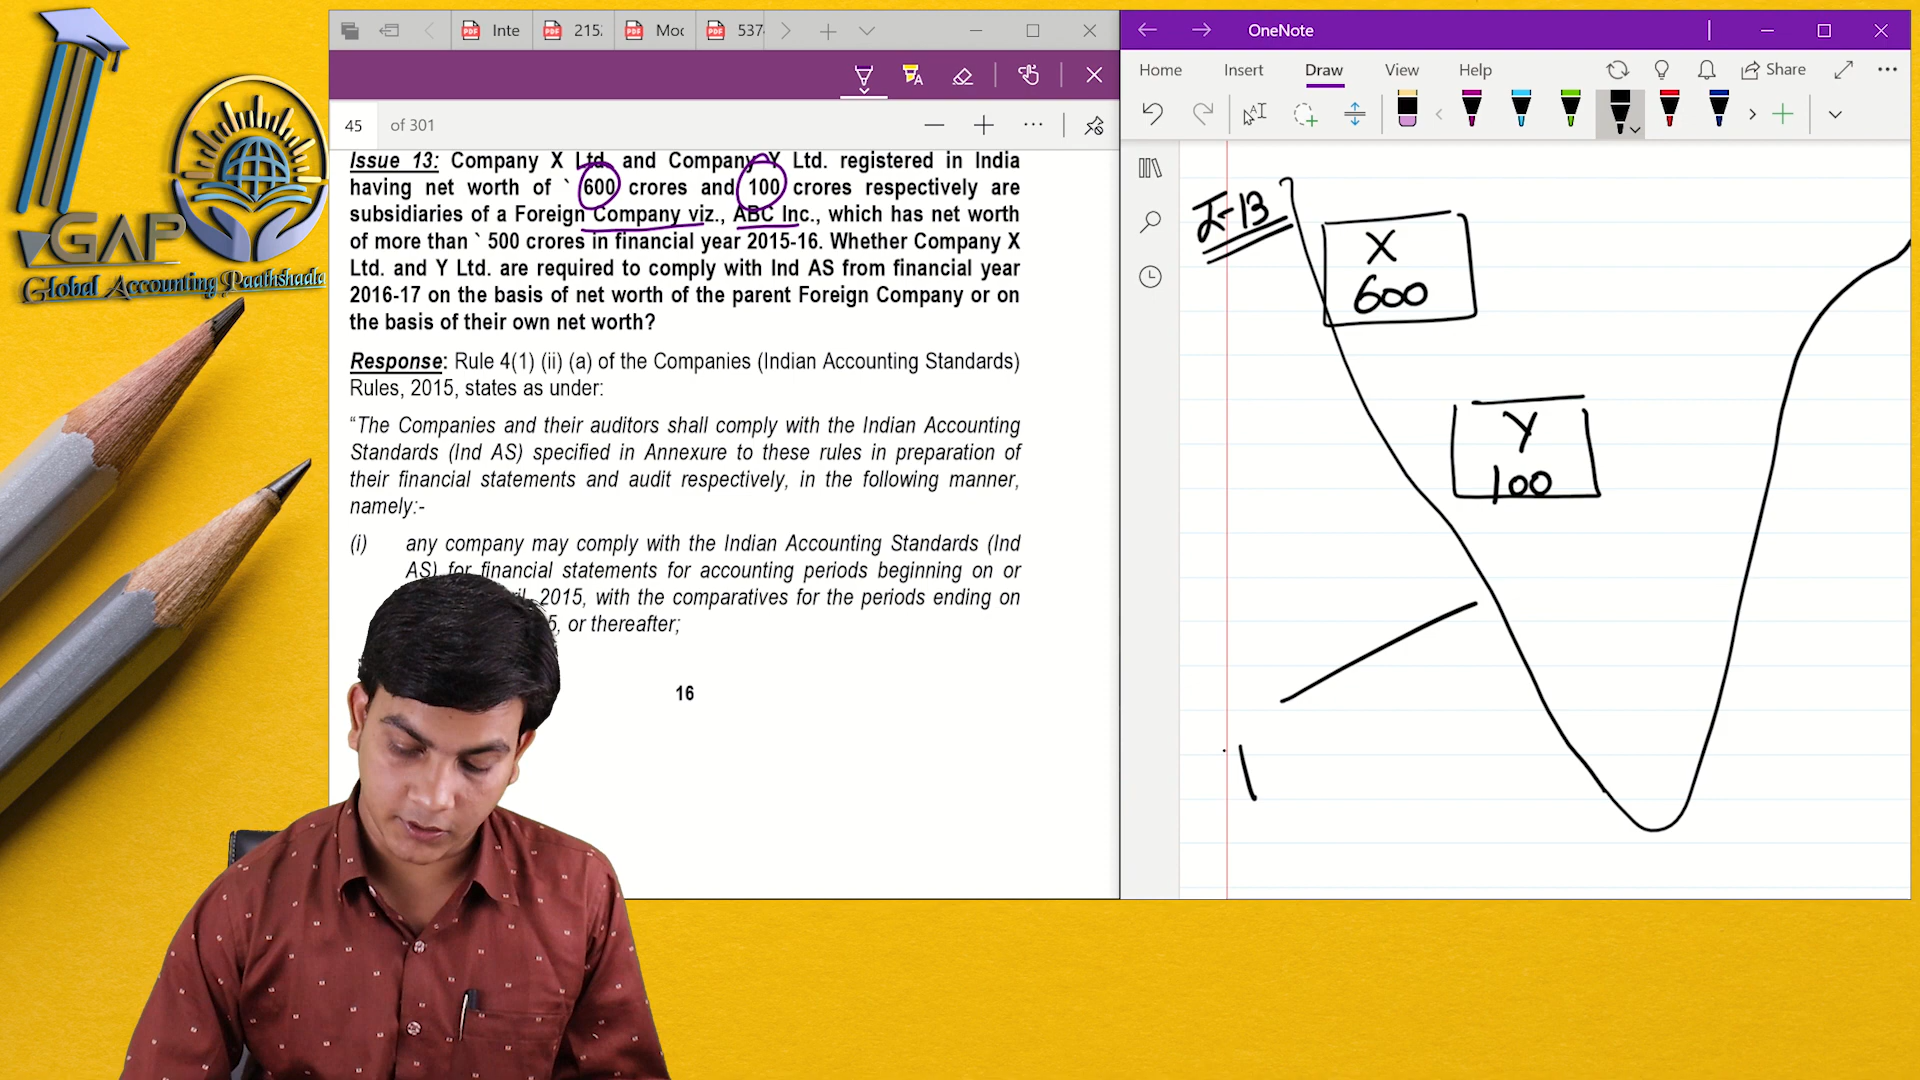 GAP
Global Accounting Paathshala
Inte
215
Moc
537
45 of 301
Issue 13: Company X Ltd. and Company Y Ltd. registered in India
having net worth of ` 600 crores and 100 crores respectively are
subsidiaries of a Foreign Company viz., ABC Inc., which has net worth
of more than ` 500 crores in financial year 2015-16. Whether Company X
Ltd. and Y Ltd. are required to comply with Ind AS from financial year
2016-17 on the basis of net worth of the parent Foreign Company or on
the basis of their own net worth?
Response: Rule 4(1) (ii) (a) of the Companies (Indian Accounting Standards)
Rules, 2015, states as under:
“The Companies and their auditors shall comply with the Indian Accounting
Standards (Ind AS) specified in Annexure to these rules in preparation of
their financial statements and audit respectively, in the following manner,
namely:-
(i) any company may comply with the Indian Accounting Standards (Ind
AS) for financial statements for accounting periods beginning on or
2015, with the comparatives for the periods ending on
5, or thereafter;
16
OneNote
Home Insert Draw View Help Share
I-13
X
600
Y
100